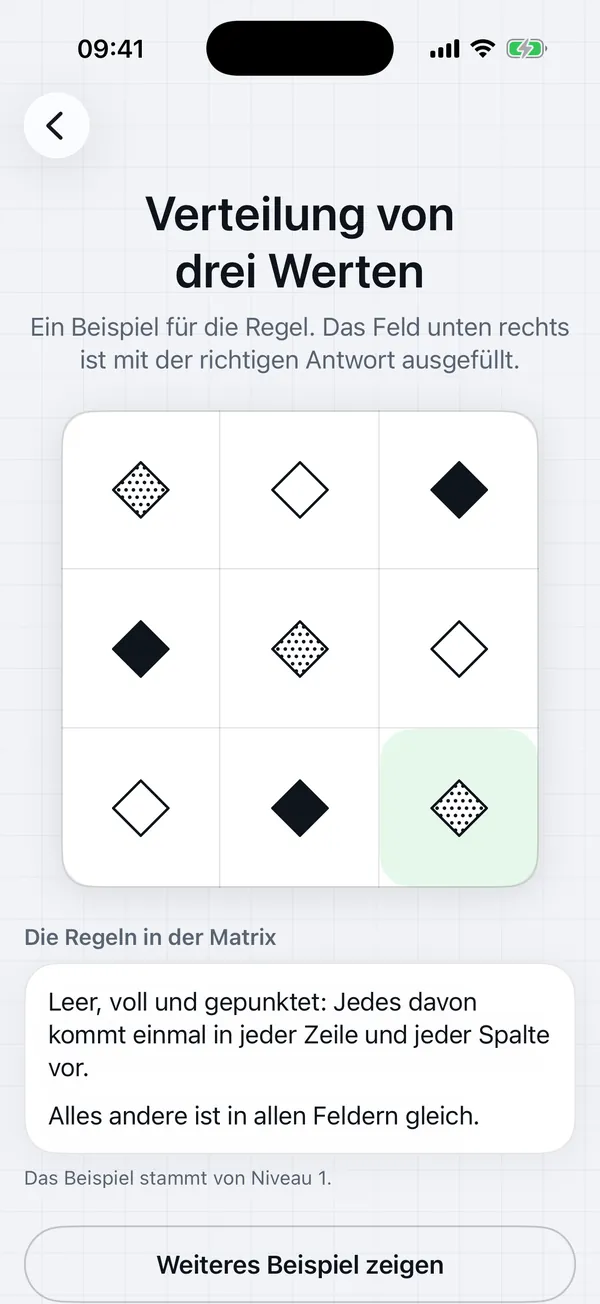 09:41
Verteilung von
drei Werten
Ein Beispiel für die Regel. Das Feld unten rechts
ist mit der richtigen Antwort ausgefüllt.
Die Regeln in der Matrix
Leer, voll und gepunktet: Jedes davon
kommt einmal in jeder Zeile und jeder Spalte
vor.
Alles andere ist in allen Feldern gleich.
Das Beispiel stammt von Niveau 1.
Weiteres Beispiel zeigen